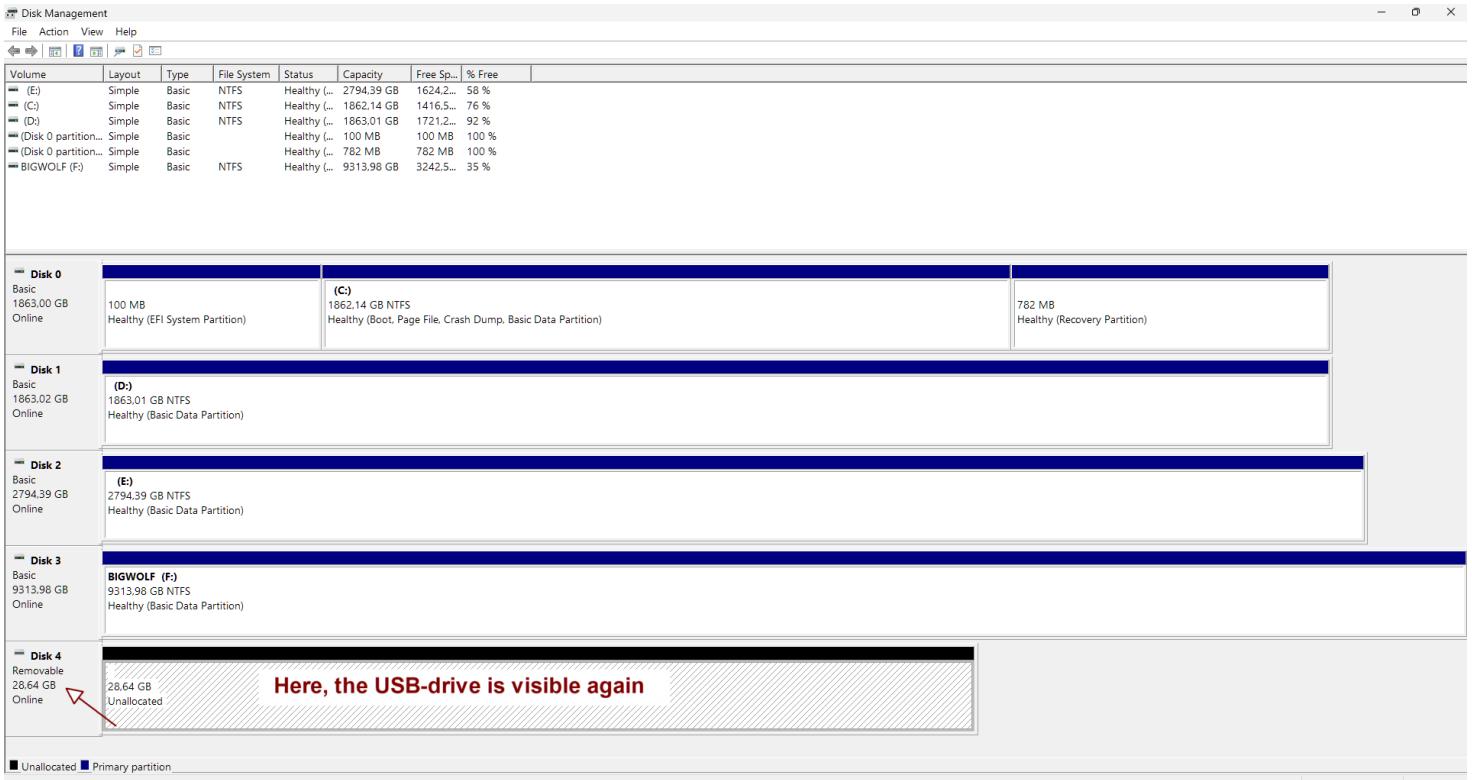 Disk Management
File Action View Help
Volume Layout Type File System Status Capacity Free Sp... % Free
(E:) Simple Basic NTFS Healthy (... 2794,39 GB 1624,2... 58 %
(C:) Simple Basic NTFS Healthy (... 1862,14 GB 1416,5... 76 %
(D:) Simple Basic NTFS Healthy (... 1863,01 GB 1721,2... 92 %
(Disk 0 partition... Simple Basic Healthy (... 100 MB 100 MB 100 %
(Disk 0 partition... Simple Basic Healthy (... 782 MB 782 MB 100 %
BIGWOLF (F:) Simple Basic NTFS Healthy (... 9313,98 GB 3242,5... 35 %
Disk 0
Basic
1863,00 GB
Online
100 MB
Healthy (EFI System Partition)
(C:)
1862,14 GB NTFS
Healthy (Boot, Page File, Crash Dump, Basic Data Partition)
782 MB
Healthy (Recovery Partition)
Disk 1
Basic
1863,02 GB
Online
(D:)
1863,01 GB NTFS
Healthy (Basic Data Partition)
Disk 2
Basic
2794,39 GB
Online
(E:)
2794,39 GB NTFS
Healthy (Basic Data Partition)
Disk 3
Basic
9313,98 GB
Online
BIGWOLF (F:)
9313,98 GB NTFS
Healthy (Basic Data Partition)
Disk 4
Removable
28,64 GB
Online
28,64 GB
Unallocated
Here, the USB-drive is visible again
Unallocated Primary partition